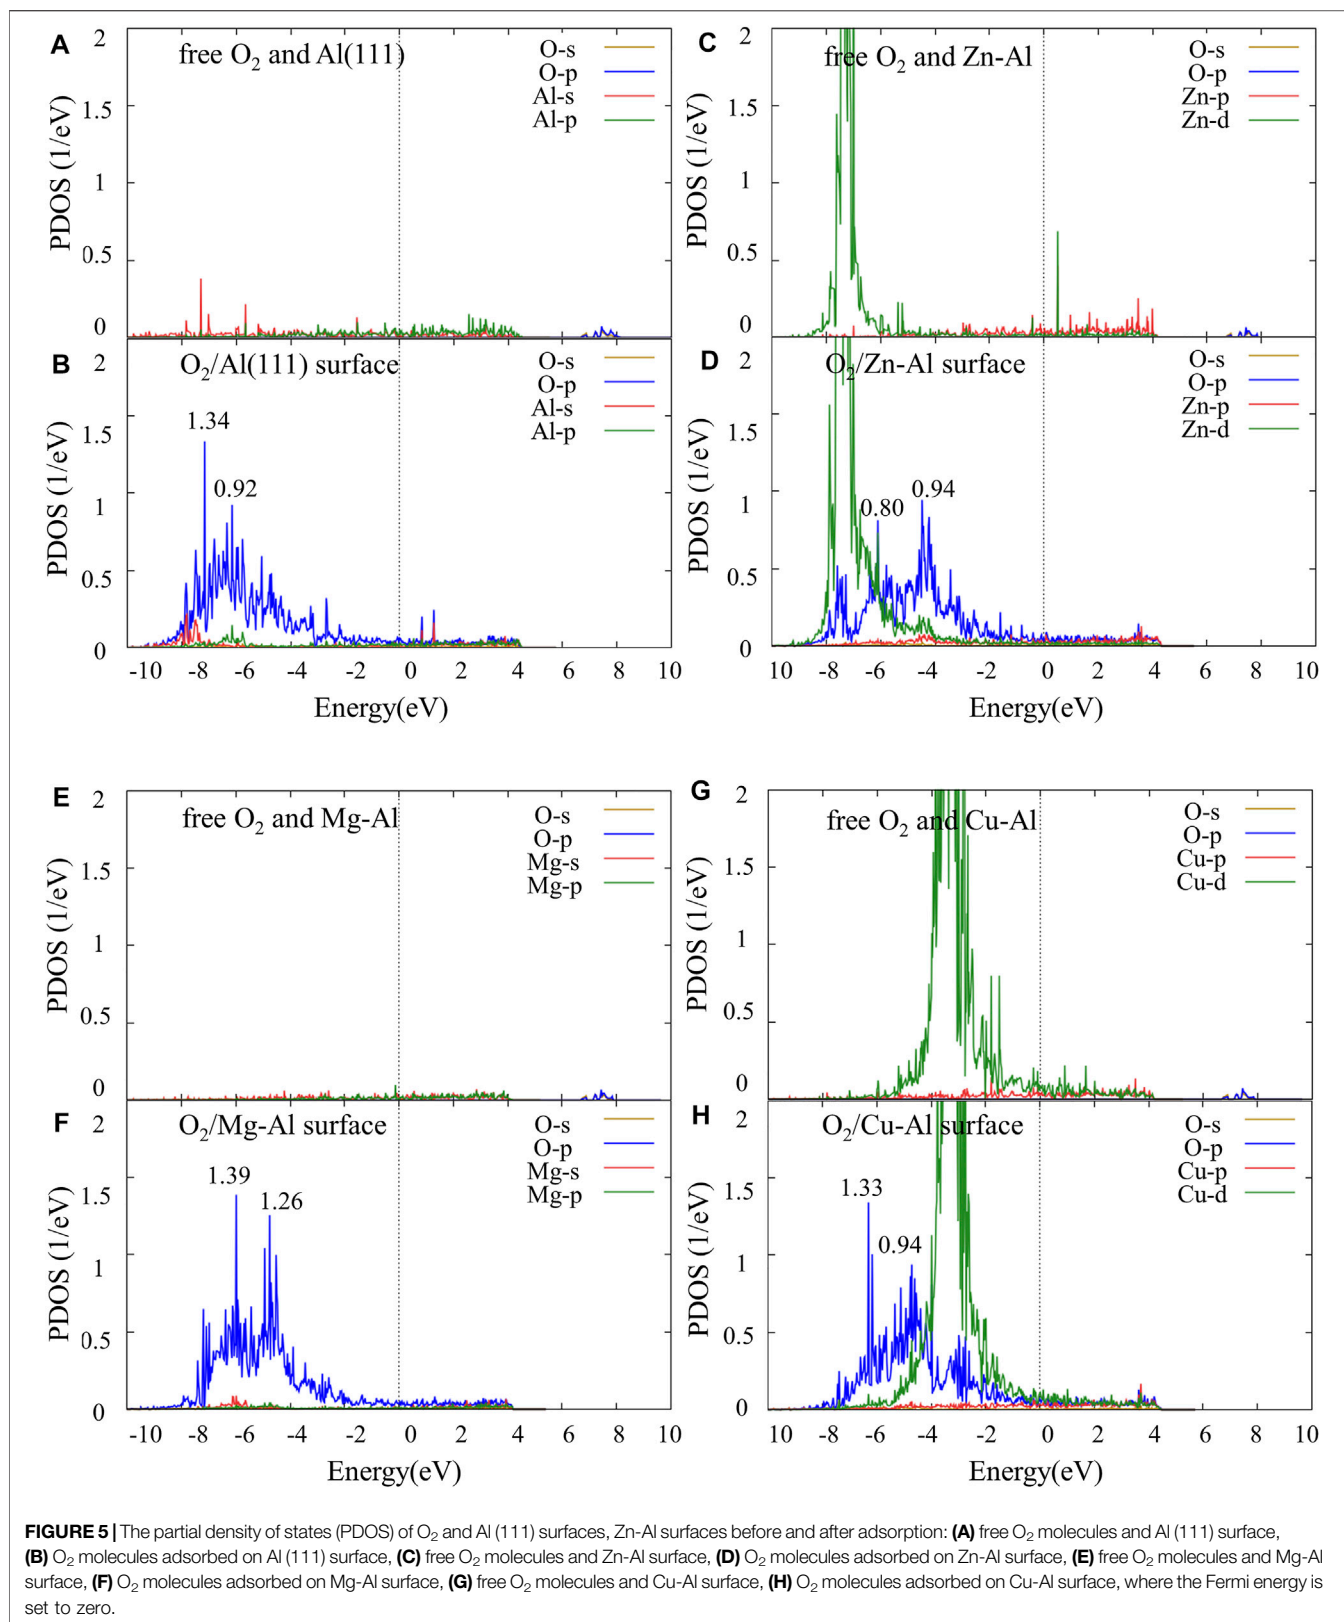 A
free O₂ and Al(111)
O-s
O-p
Al-s
Al-p
PDOS (1/eV)
2
1.5
1
0.5
0
B
O₂/Al(111) surface
O-s
O-p
Al-s
Al-p
1.34
0.92
PDOS (1/eV)
2
1.5
1
0.5
0
-10 -8 -6 -4 -2 0 2 4 6 8 10
Energy(eV)
C
free O₂ and Zn-Al
O-s
O-p
Zn-p
Zn-d
PDOS (1/eV)
2
1.5
1
0.5
0
D
O₂/Zn-Al surface
O-s
O-p
Zn-p
Zn-d
0.80
0.94
PDOS (1/eV)
2
1.5
1
0.5
0
10 -8 -6 -4 -2 0 2 4 6 8 10
Energy(eV)
E
free O₂ and Mg-Al
O-s
O-p
Mg-s
Mg-p
PDOS (1/eV)
2
1.5
1
0.5
0
F
O₂/Mg-Al surface
O-s
O-p
Mg-s
Mg-p
1.39
1.26
PDOS (1/eV)
2
1.5
1
0.5
0
-10 -8 -6 -4 -2 0 2 4 6 8 10
Energy(eV)
G
free O₂ and Cu-Al
O-s
O-p
Cu-p
Cu-d
PDOS (1/eV)
2
1.5
1
0.5
0
H
O₂/Cu-Al surface
O-s
O-p
Cu-p
Cu-d
1.33
0.94
PDOS (1/eV)
2
1.5
1
0.5
0
10 -8 -6 -4 -2 0 2 4 6 8 10
Energy(eV)
FIGURE 5 | The partial density of states (PDOS) of O₂ and Al (111) surfaces, Zn-Al surfaces before and after adsorption: (A) free O₂ molecules and Al (111) surface,
(B) O₂ molecules adsorbed on Al (111) surface, (C) free O₂ molecules and Zn-Al surface, (D) O₂ molecules adsorbed on Zn-Al surface, (E) free O₂ molecules and Mg-Al
surface, (F) O₂ molecules adsorbed on Mg-Al surface, (G) free O₂ molecules and Cu-Al surface, (H) O₂ molecules adsorbed on Cu-Al surface, where the Fermi energy is
set to zero.